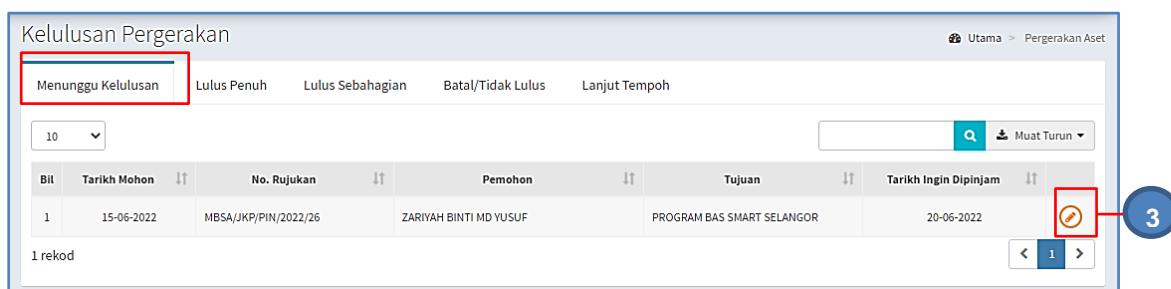 Kelulusan Pergerakan
Utama > Pergerakan Aset
Menunggu Kelulusan Lulus Penuh Lulus Sebahagian Batal/Tidak Lulus Lanjut Tempoh
10 Muat Turun
Bil Tarikh Mohon No. Rujukan Pemohon Tujuan Tarikh Ingin Dipinjam
1 15-06-2022 MBSA/JKP/PIN/2022/26 ZARIYAH BINTI MD YUSUF PROGRAM BAS SMART SELANGOR 20-06-2022
3
1 rekod < 1 >